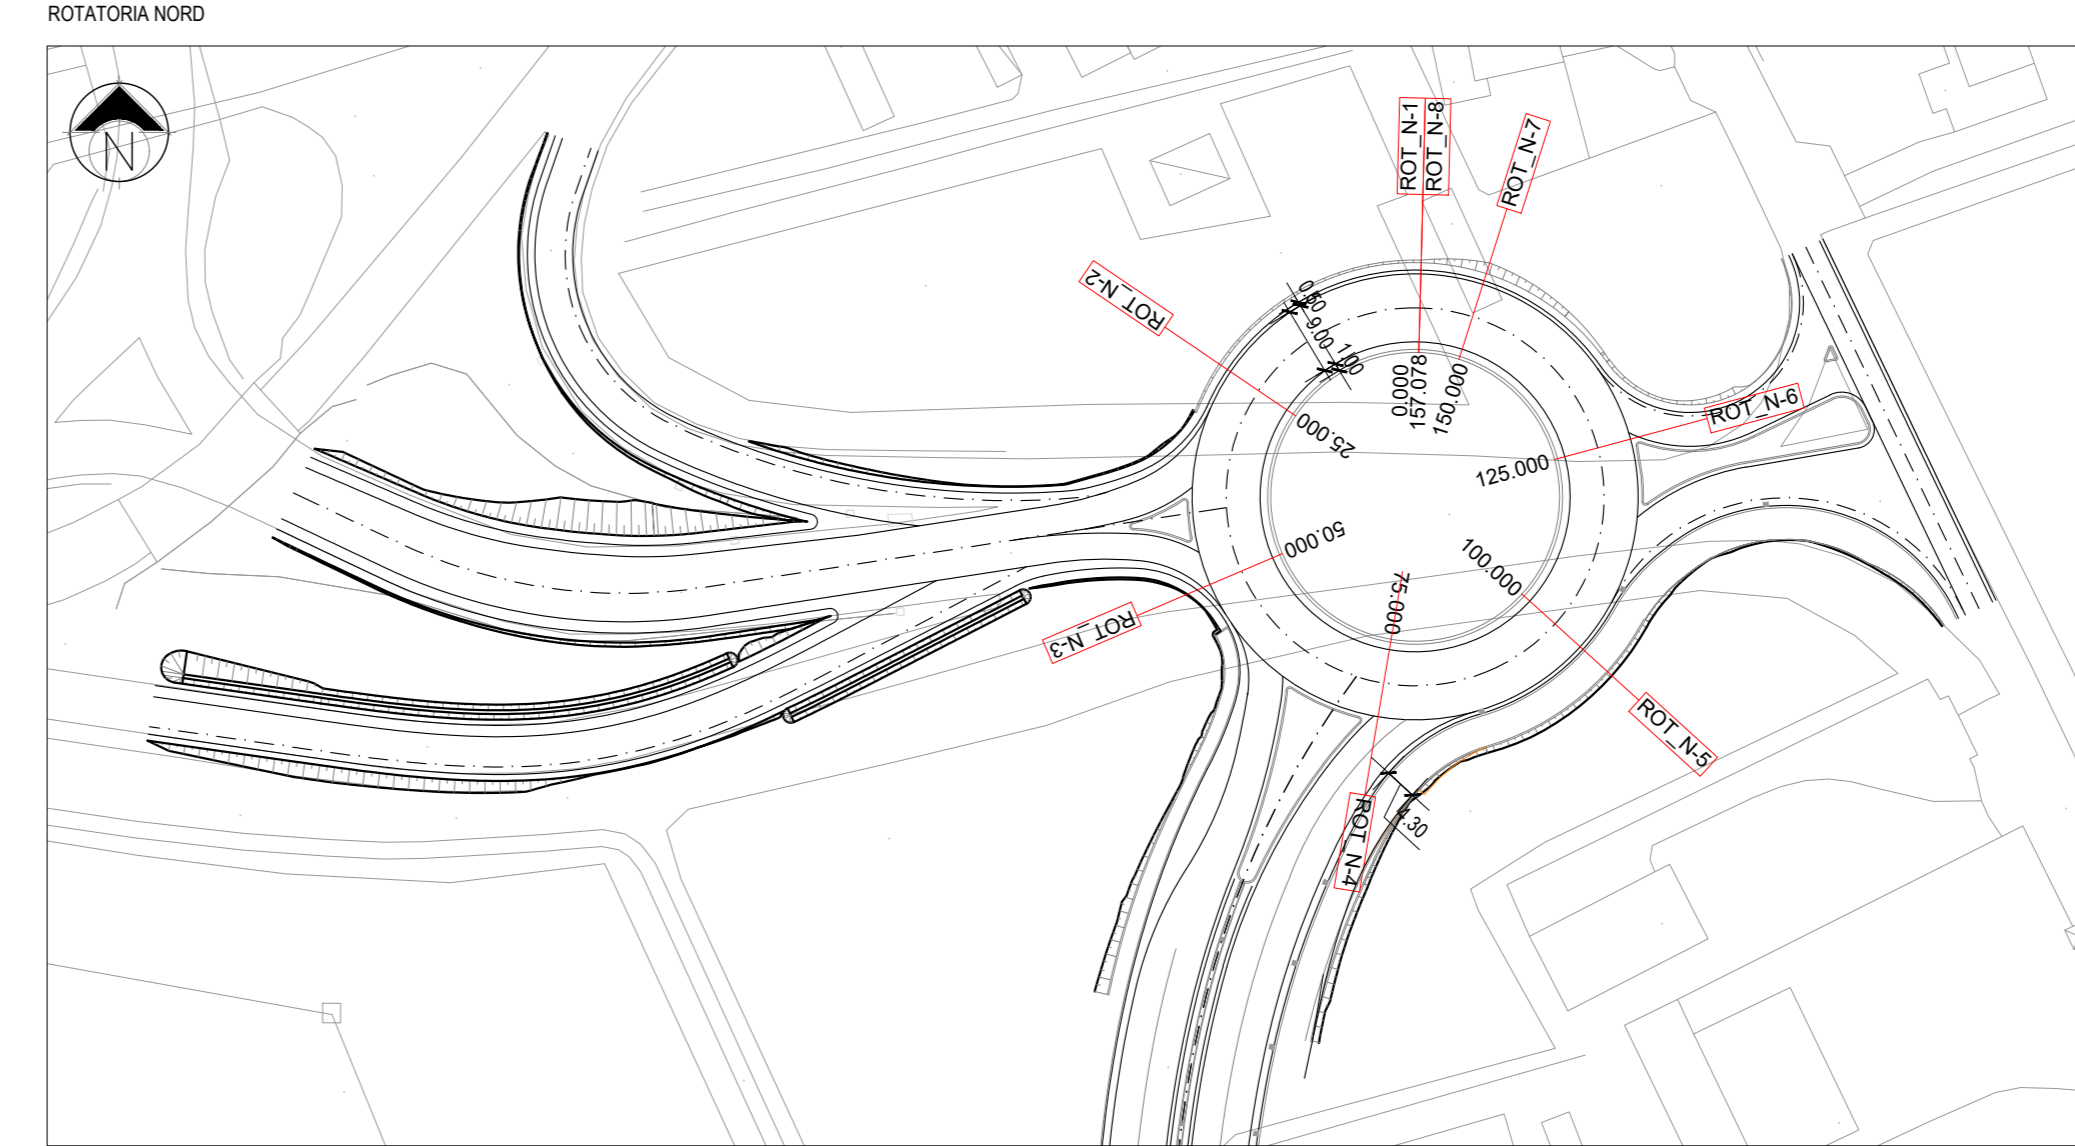 ROTATORIA NORD
N
ROT_N-1
ROT_N-8
ROT_N-7
ROT_N-2
0.50
9.00
1.00
0.000
157.078
150.000
25.000
ROT_N-6
125.000
50.000
ROT_N-3
100.000
75.000
ROT_N-5
ROT_N-4
4.30